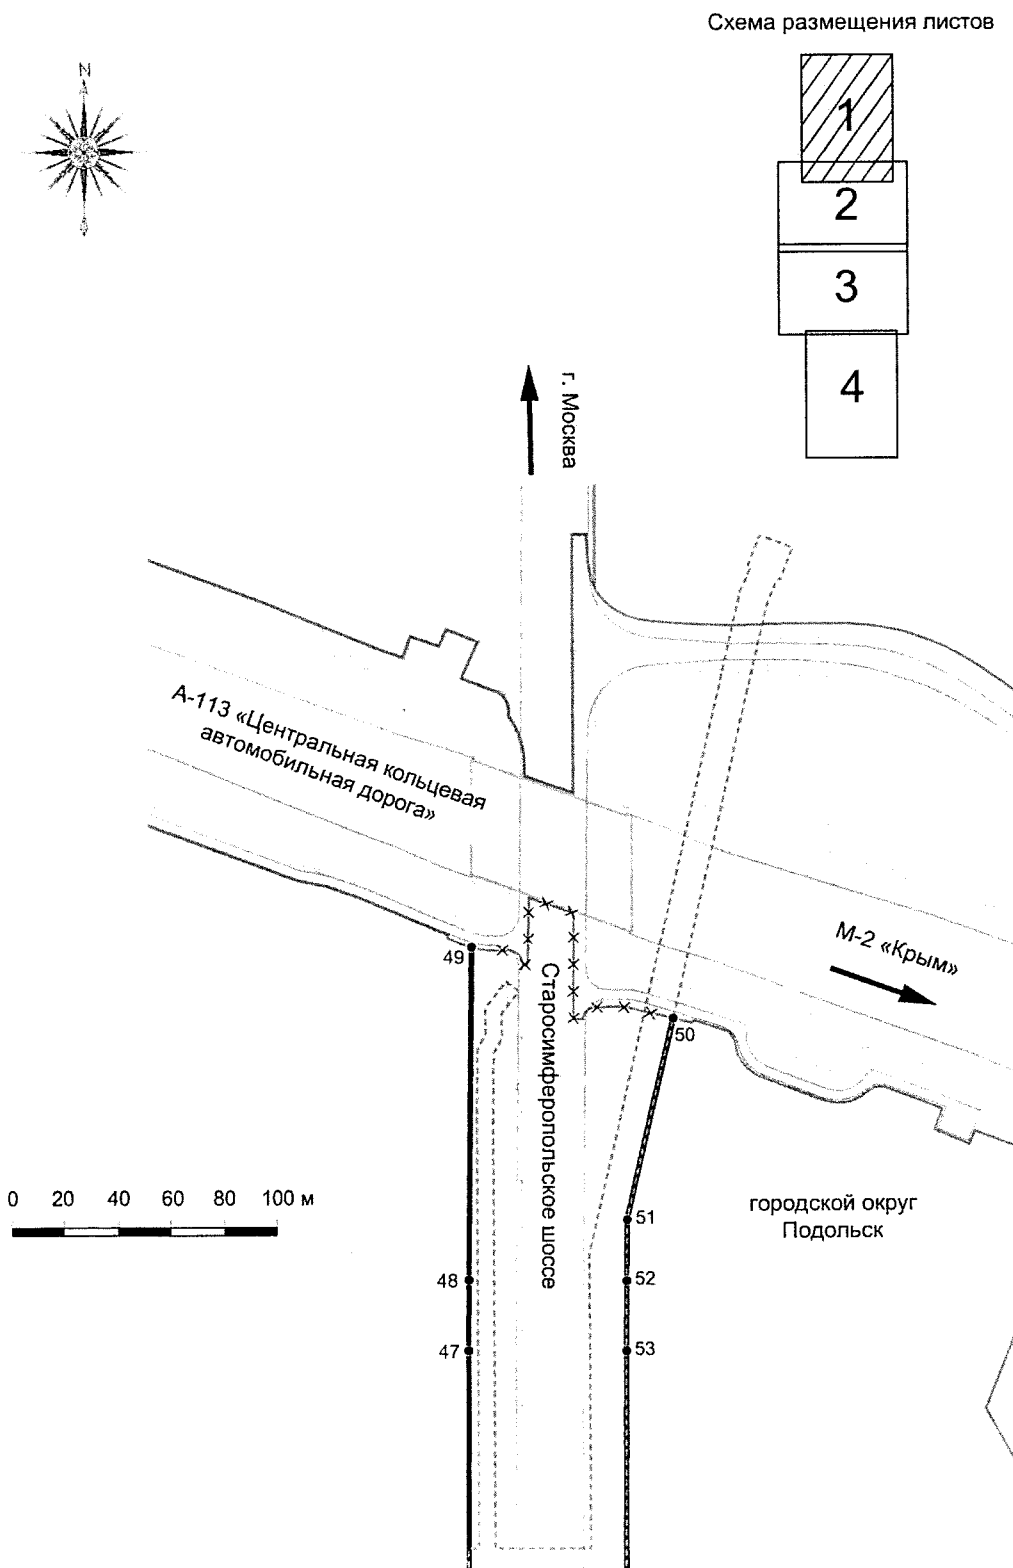 Схема размещения листов
N
1
2
3
4
г. Москва
А-113 «Центральная кольцевая
автомобильная дорога»
М-2 «Крым»
49
Старосимферопольское шоссе
50
0 20 40 60 80 100 м
51
городской округ
Подольск
48
52
47
53